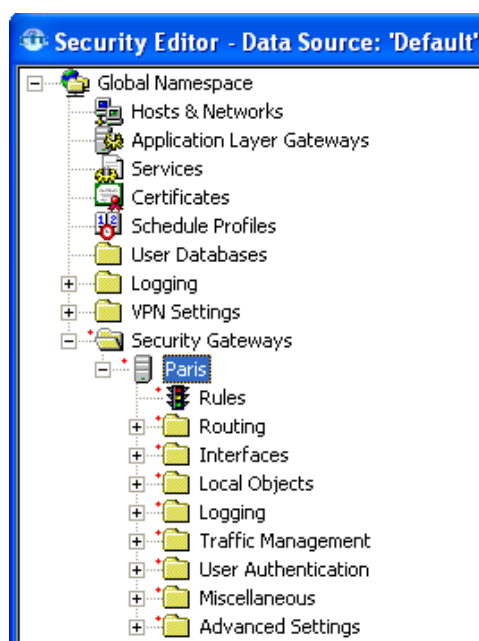 Security Editor - Data Source: 'Default'
Global Namespace
Hosts & Networks
Application Layer Gateways
Services
Certificates
Schedule Profiles
User Databases
Logging
VPN Settings
Security Gateways
Paris
Rules
Routing
Interfaces
Local Objects
Logging
Traffic Management
User Authentication
Miscellaneous
Advanced Settings